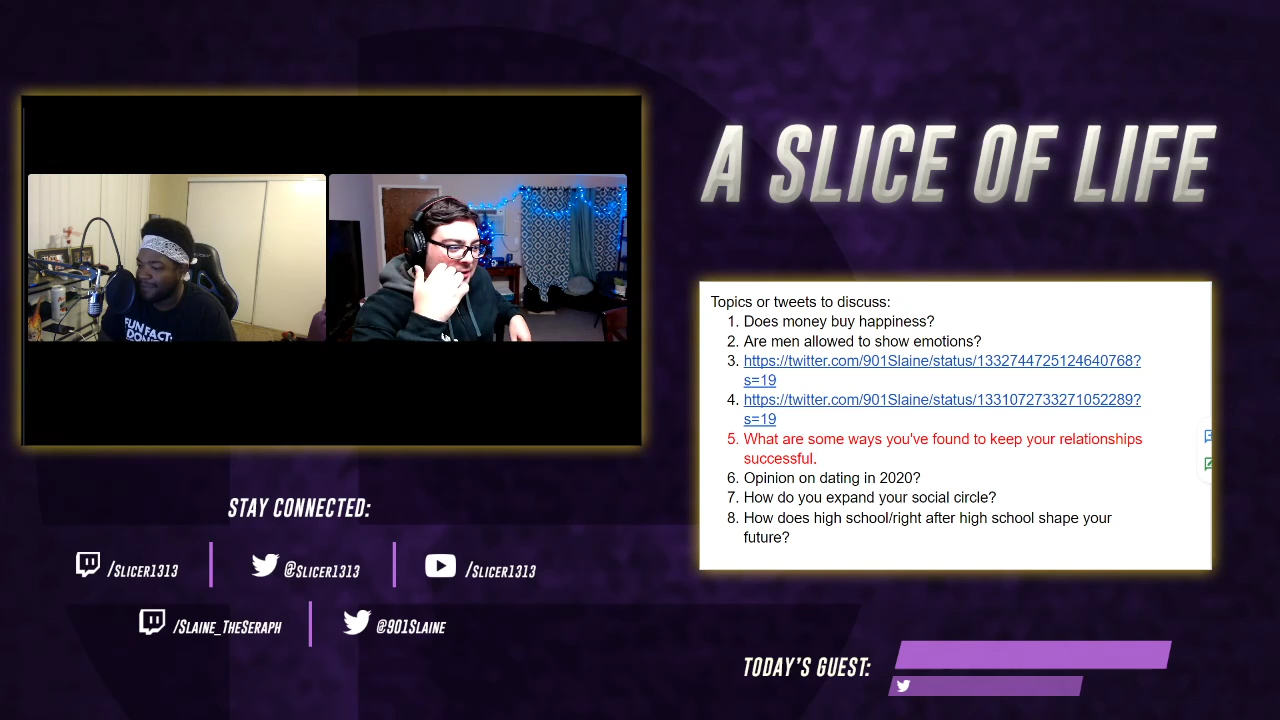 A SLICE OF LIFE
FUN FACT:
Topics or tweets to discuss:
1. Does money buy happiness?
2. Are men allowed to show emotions?
3. https://twitter.com/901Slaine/status/1332744725124640768?
s=19
4. https://twitter.com/901Slaine/status/1331072733271052289?
s=19
5. What are some ways you've found to keep your relationships
successful.
6. Opinion on dating in 2020?
7. How do you expand your social circle?
8. How does high school/right after high school shape your
future?
STAY CONNECTED:
/SLICER1313
@SLICER1313
/SLICER1313
/SLAINE_THESERAPH
@901SLAINE
TODAY'S GUEST: